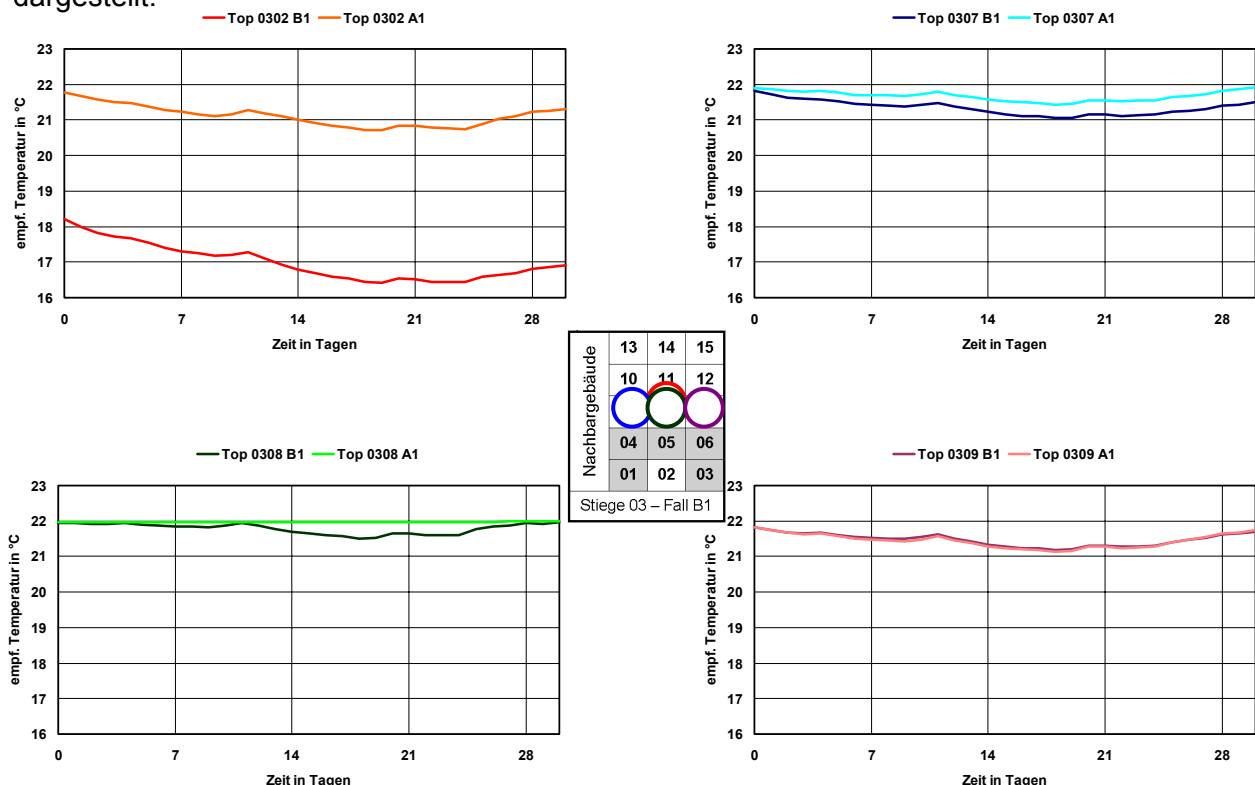 dargestellt.
Top 0302 B1 Top 0302 A1
23
22
21
20
19
18
17
16
empf. Temperatur in °C
0 7 14 21 28
Zeit in Tagen
Top 0307 B1 Top 0307 A1
23
22
21
20
19
18
17
16
empf. Temperatur in °C
0 7 14 21 28
Zeit in Tagen
Nachbargebäude
13 14 15
10 11 12
04 05 06
01 02 03
Stiege 03 – Fall B1
Top 0308 B1 Top 0308 A1
23
22
21
20
19
18
17
16
empf. Temperatur in °C
0 7 14 21 28
Zeit in Tagen
Top 0309 B1 Top 0309 A1
23
22
21
20
19
18
17
16
empf. Temperatur in °C
0 7 14 21 28
Zeit in Tagen